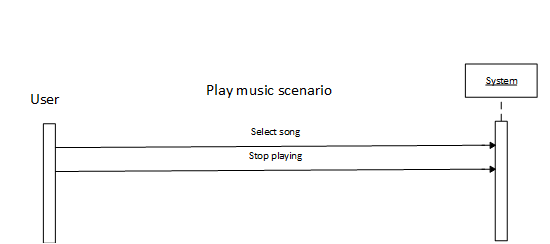 System
Play music scenario
User
Select song
Stop playing